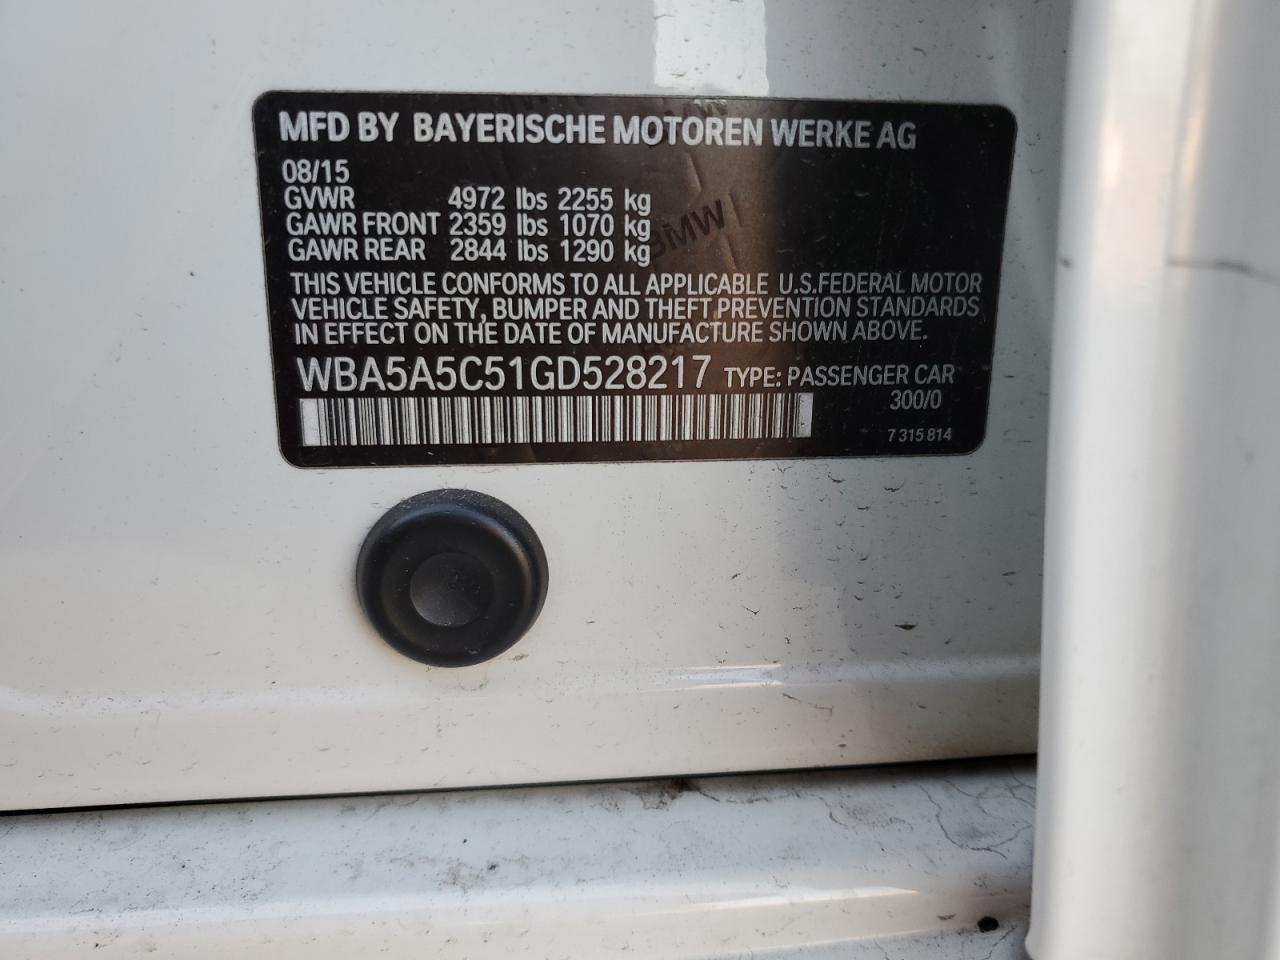 MFD BY BAYERISCHE MOTOREN WERKE AG
08/15
GVWR 4972 lbs 2255 kg
GAWR FRONT 2359 lbs 1070 kg
GAWR REAR 2844 lbs 1290 kg
BMW
THIS VEHICLE CONFORMS TO ALL APPLICABLE U.S.FEDERAL MOTOR
VEHICLE SAFETY, BUMPER AND THEFT PREVENTION STANDARDS
IN EFFECT ON THE DATE OF MANUFACTURE SHOWN ABOVE.
WBA5A5C51GD528217 TYPE: PASSENGER CAR
300/0
7 315 814